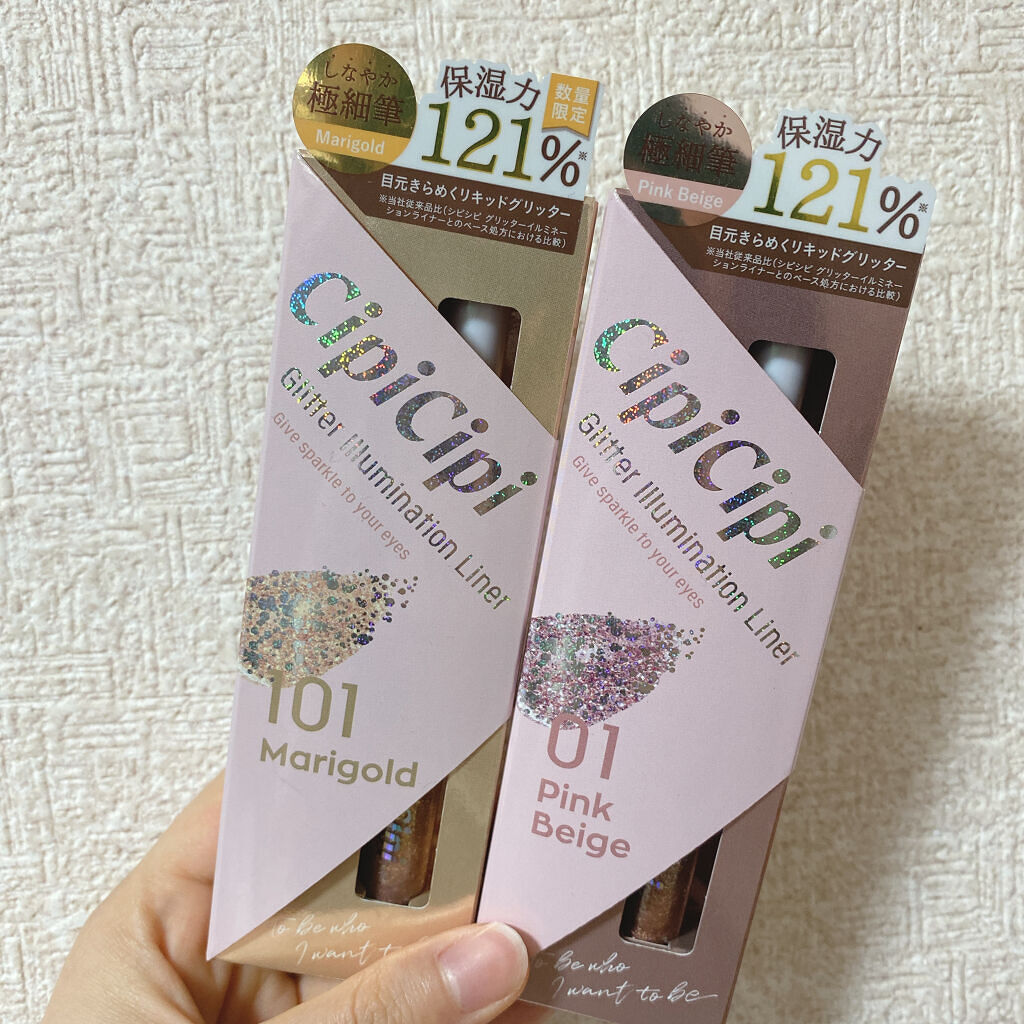 しなやか
極細筆
Marigold
保湿力
121%※
数量
限定
目元きらめくリキッドグリッター
※当社従来品比(シピシピ グリッターイルミネー
ションライナーとのベース処方における比較)
CipiCipi
Glitter Illumination Liner
Give sparkle to your eyes
101
Marigold
To Be who
I want t
しなやか
極細筆
Pink Beige
保湿力
121%※
目元きらめくリキッドグリッター
※当社従来品比(シピシピ グリッターイルミネー
ションライナーとのベース処方における比較)
CipiCipi
Glitter Illumination Liner
Give sparkle to your eyes
01
Pink
Beige
o Be who
I want to Be